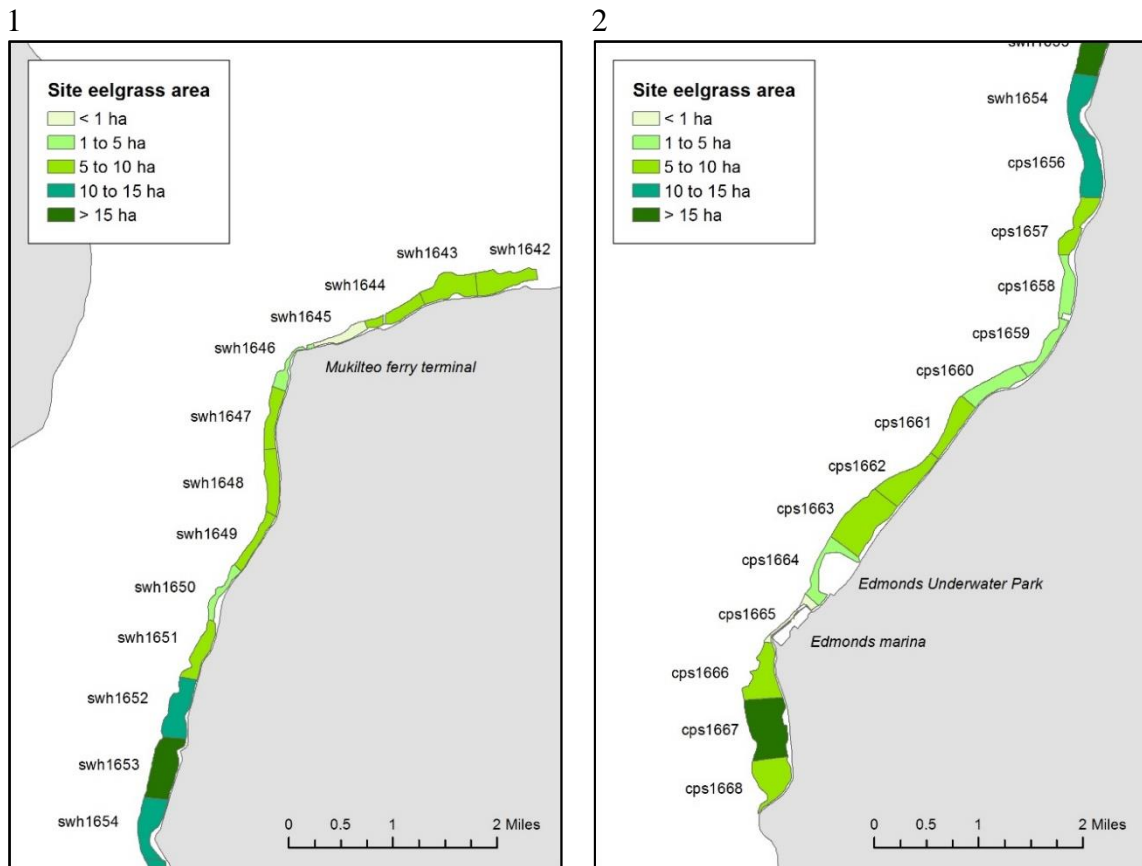 1
Site eelgrass area
< 1 ha
1 to 5 ha
5 to 10 ha
10 to 15 ha
> 15 ha
swh1642
swh1643
swh1644
swh1645
swh1646
Mukilteo ferry terminal
swh1647
swh1648
swh1649
swh1650
swh1651
swh1652
swh1653
swh1654
0 0.5 1 2 Miles
2
Site eelgrass area
< 1 ha
1 to 5 ha
5 to 10 ha
10 to 15 ha
> 15 ha
swh1654
cps1656
cps1657
cps1658
cps1659
cps1660
cps1661
cps1662
cps1663
cps1664
Edmonds Underwater Park
cps1665
Edmonds marina
cps1666
cps1667
cps1668
0 0.5 1 2 Miles